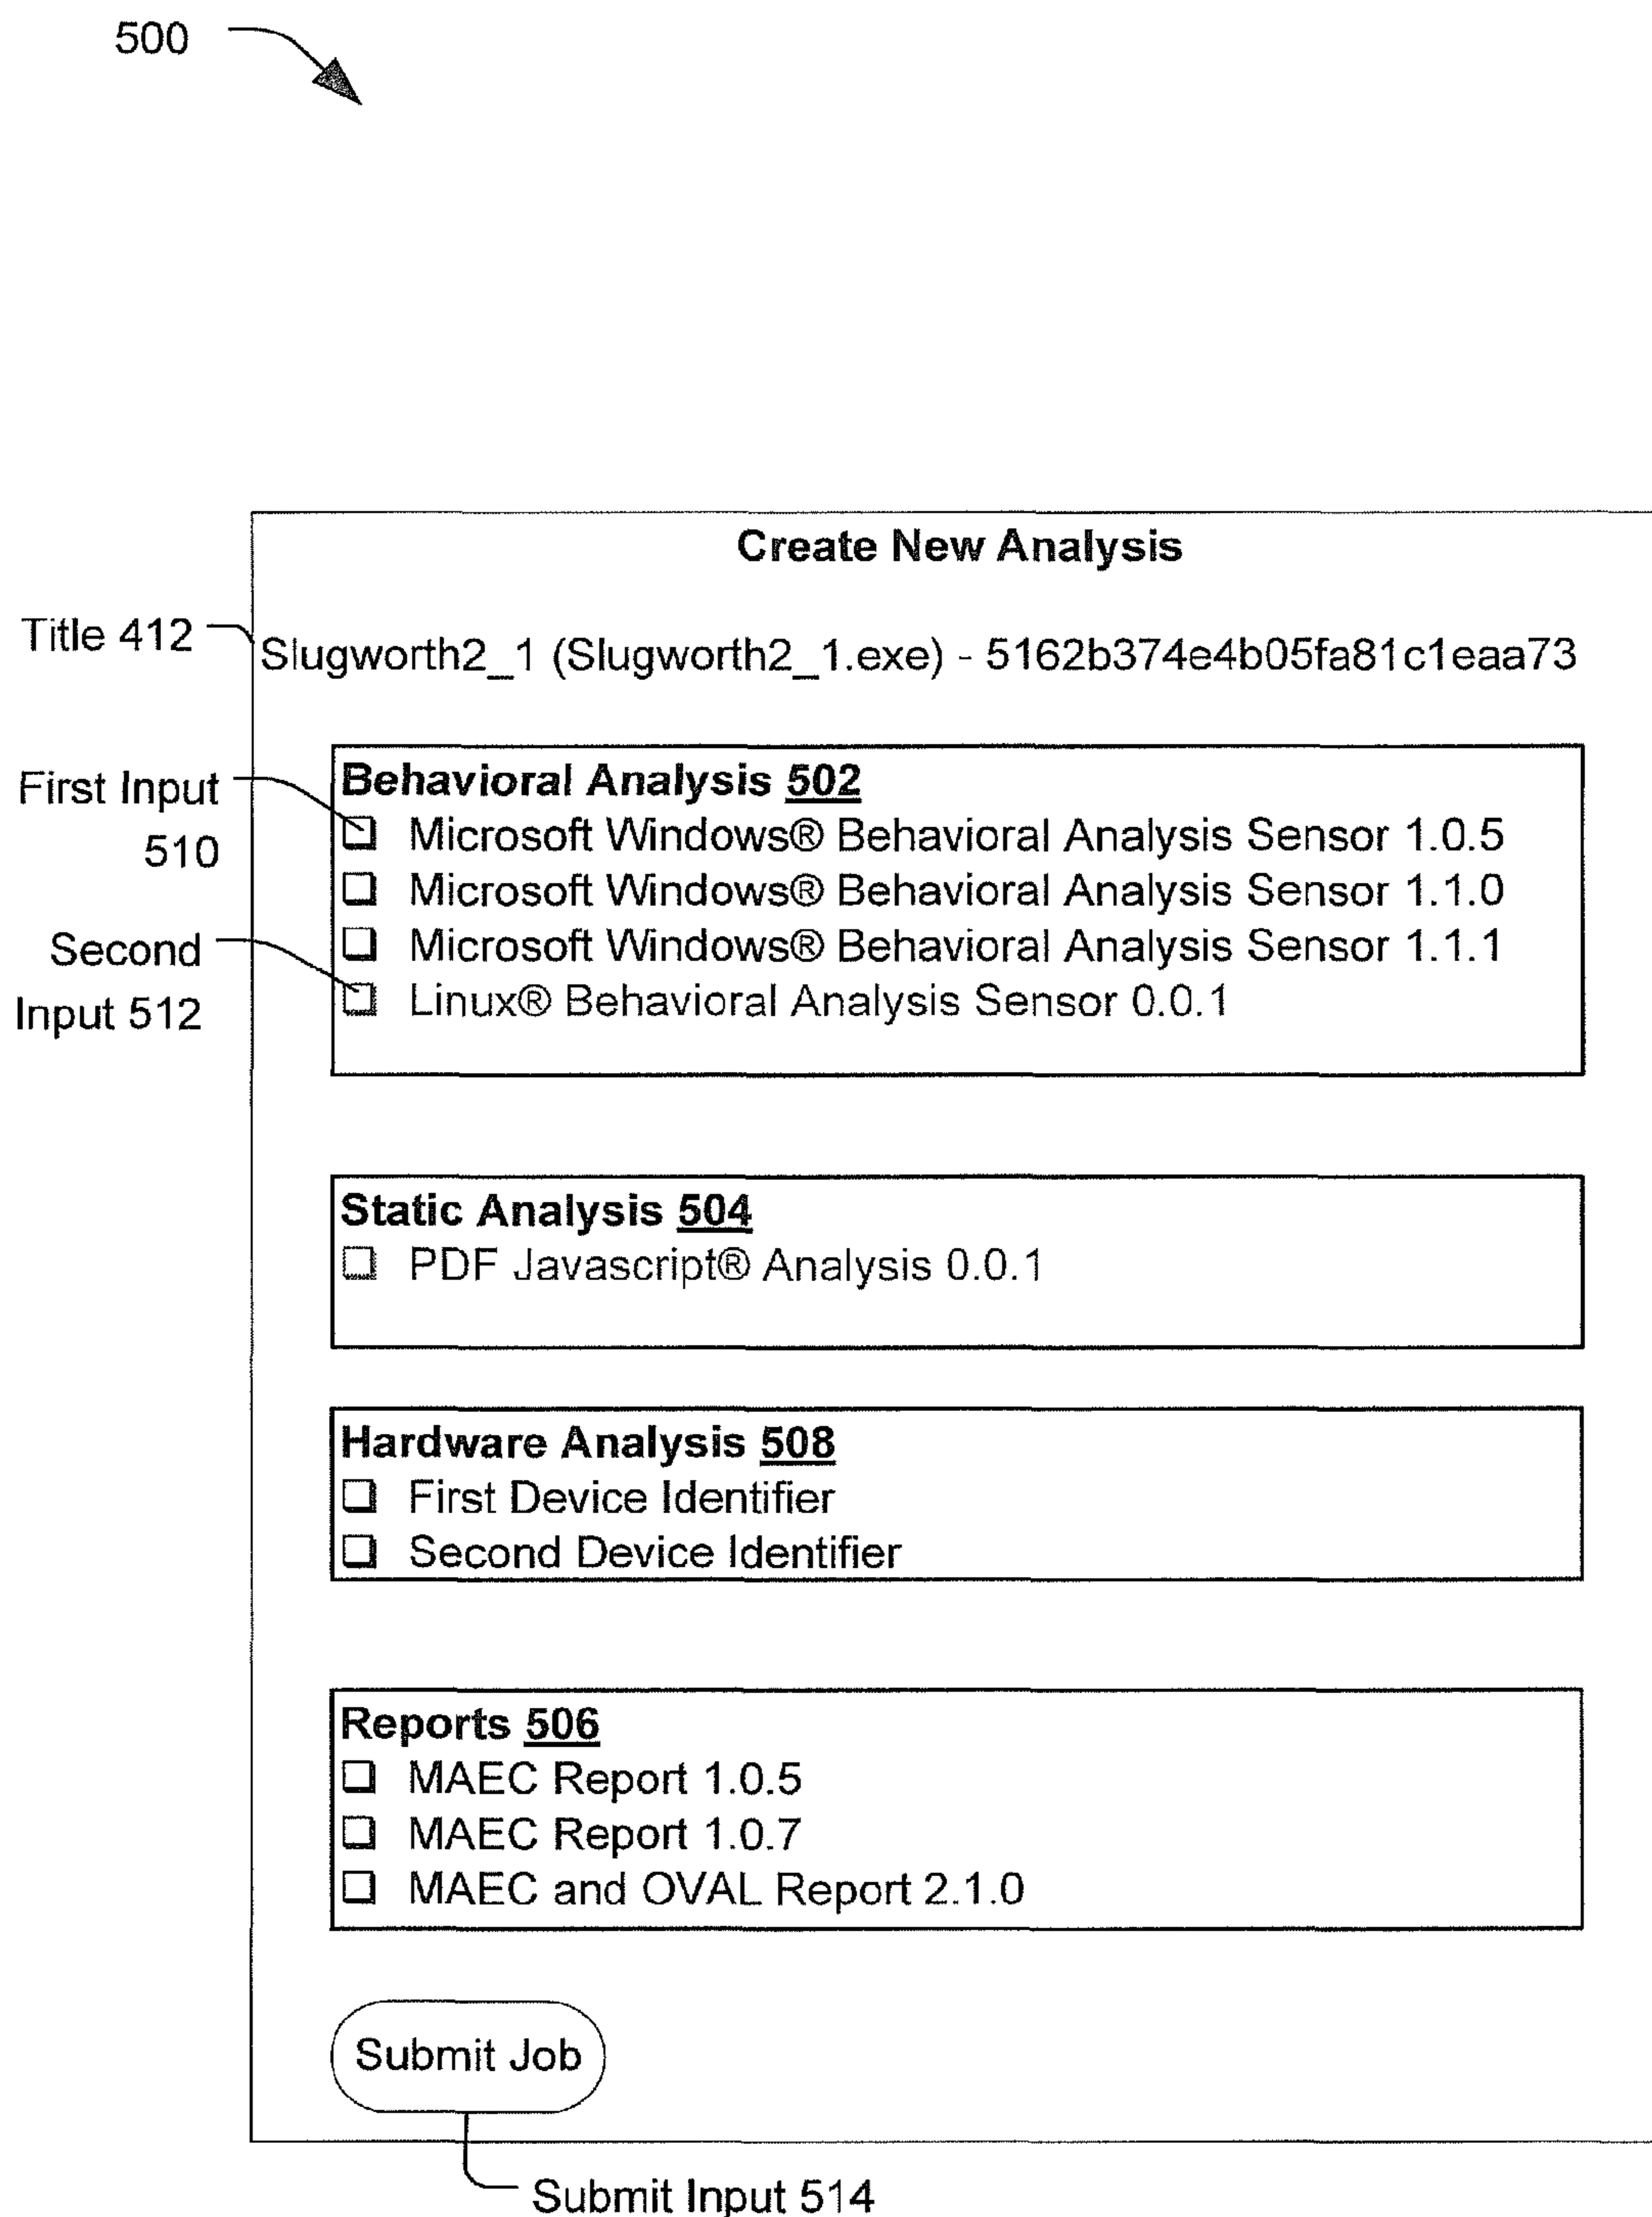 500
Create New Analysis
Title 412
Slugworth2_1 (Slugworth2_1.exe) - 5162b374e4b05fa81c1eaa73
First Input
510
Second
Input 512
Behavioral Analysis 502
Microsoft Windows® Behavioral Analysis Sensor 1.0.5
Microsoft Windows® Behavioral Analysis Sensor 1.1.0
Microsoft Windows® Behavioral Analysis Sensor 1.1.1
Linux® Behavioral Analysis Sensor 0.0.1
Static Analysis 504
PDF Javascript® Analysis 0.0.1
Hardware Analysis 508
First Device Identifier
Second Device Identifier
Reports 506
MAEC Report 1.0.5
MAEC Report 1.0.7
MAEC and OVAL Report 2.1.0
Submit Job
Submit Input 514